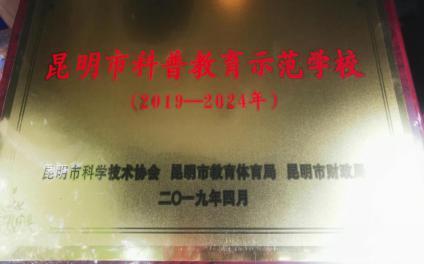 昆明市科普教育示范学校
(2019—2024年)
昆明市科学技术协会 昆明市教育体育局 昆明市财政局
二〇一九年四月